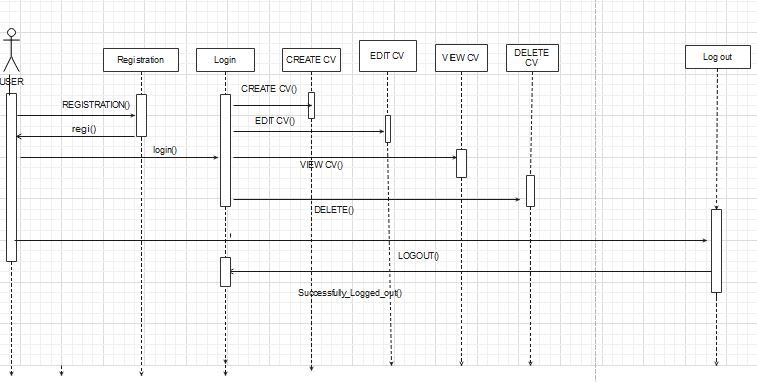 USER
Registration
Login
CREATE CV
EDIT CV
VIEW CV
DELETE
CV
Log out
CREATE CV()
REGISTRATION()
EDIT CV()
regi()
login()
VIEW CV()
DELETE()
LOGOUT()
Successfully_Logged_out()